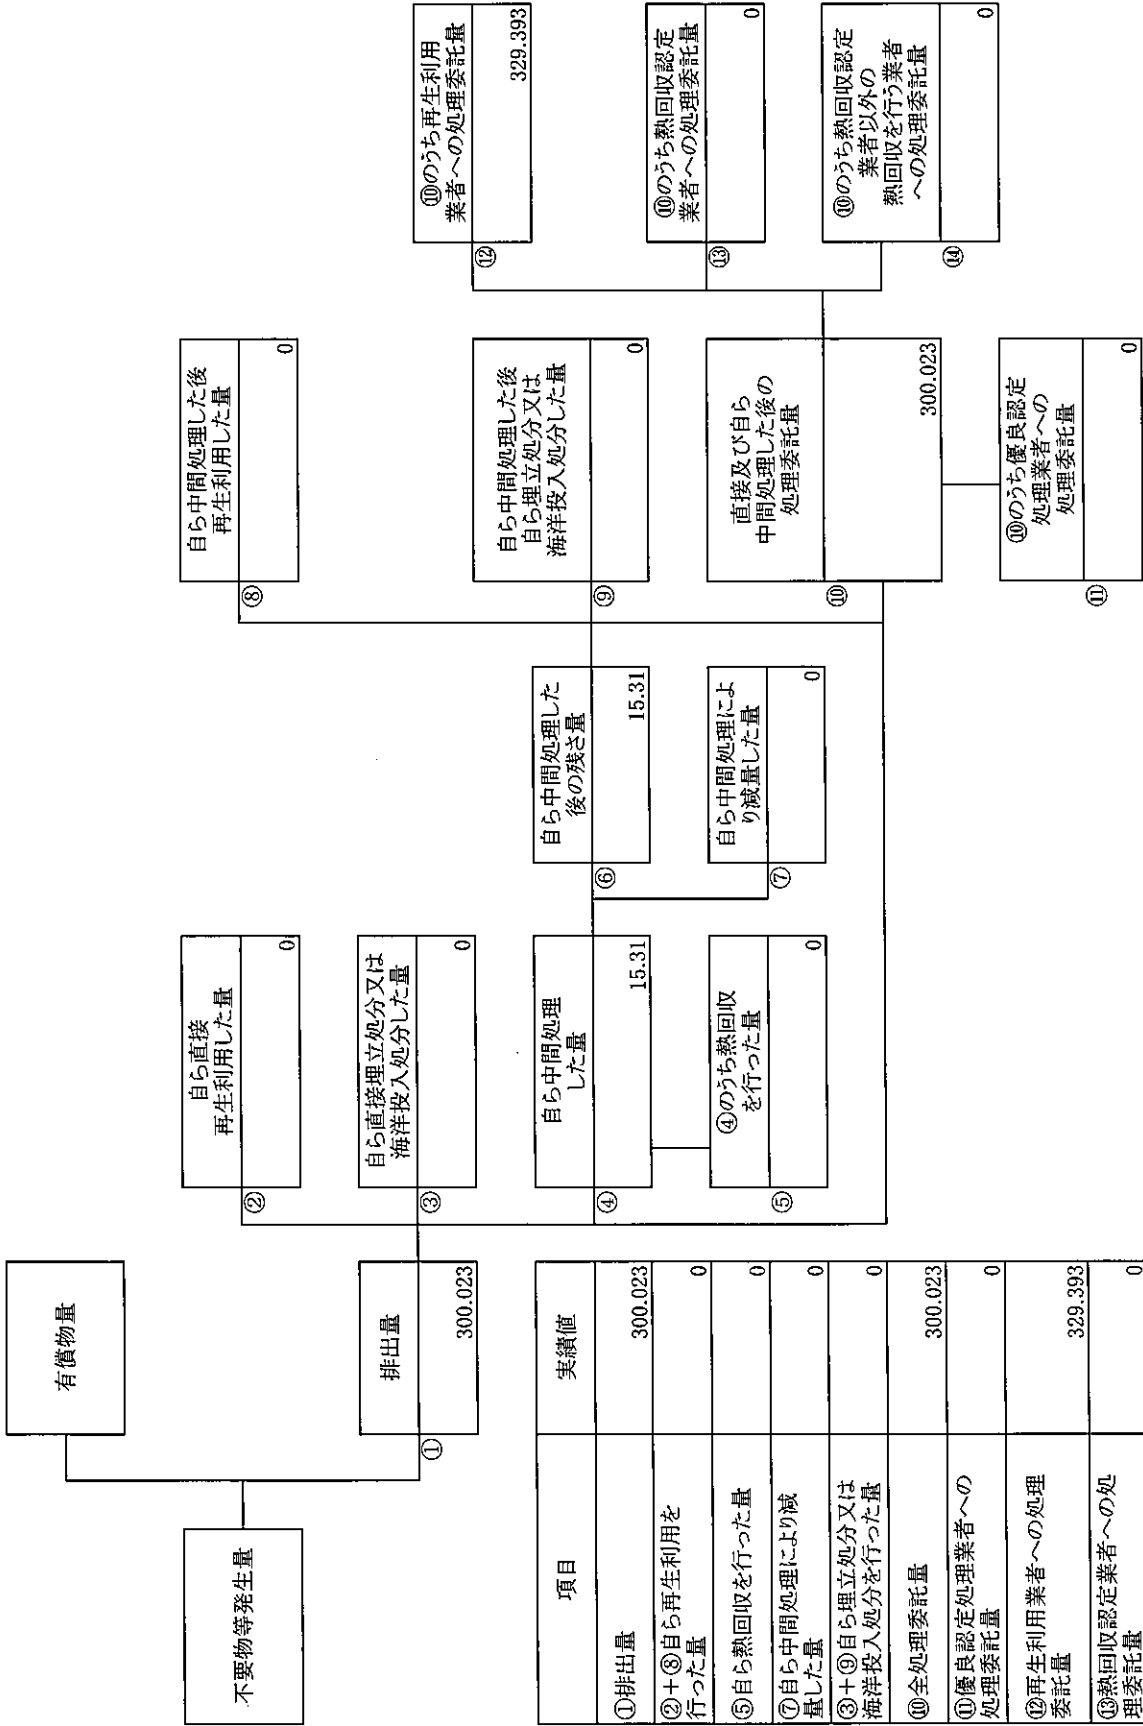 不要物等発生量
有償物量
①
排出量
300.023
②
自ら直接
再生利用した量
0
③
自ら直接埋立処分又は
海洋投入処分した量
0
④
自ら中間処理
した量
15.31
⑤
④のうち熱回収
を行った量
0
⑥
自ら中間処理した
後の残さ量
15.31
⑦
自ら中間処理によ
り減量した量
0
⑧
自ら中間処理した後
再生利用した量
0
⑨
自ら中間処理した後
自ら埋立処分又は
海洋投入処分した量
0
⑩
直接及び自ら
中間処理した後の
処理委託量
300.023
⑪
⑩のうち優良認定
処理業者への
処理委託量
0
⑫
⑩のうち再生利用
業者への処理委託量
329.393
⑬
⑩のうち熱回収認定
業者への処理委託量
0
⑭
⑩のうち熱回収認定
業者以外の
熱回収を行う業者
への処理委託量
0
項目 実績値
①排出量 300.023
②+⑧自ら再生利用を
行った量 0
⑤自ら熱回収を行った量 0
⑦自ら中間処理により減
量した量 0
③+⑨自ら埋立処分又は
海洋投入処分を行った量 0
⑩全処理委託量 300.023
⑪優良認定処理業者への
処理委託量 0
⑫再生利用業者への処理
委託量 329.393
⑬熱回収認定業者への処
理委託量 0